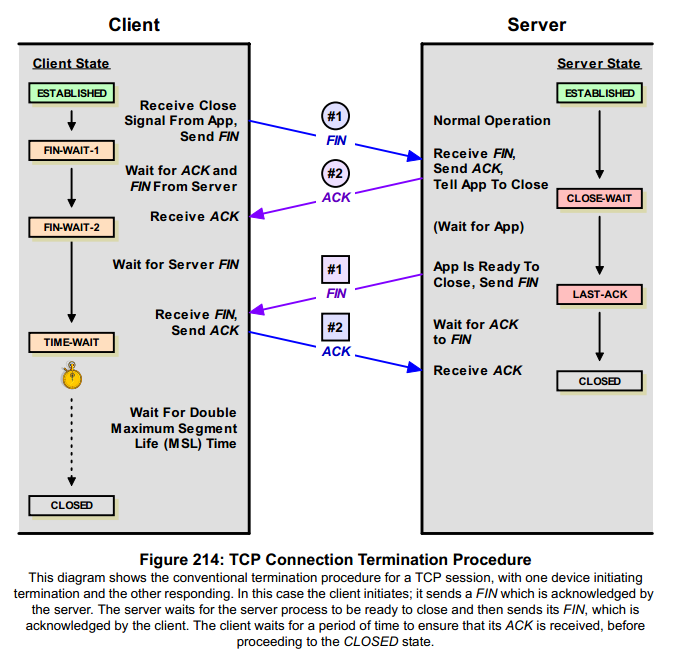 Client
Server
Client State
Server State
ESTABLISHED
ESTABLISHED
Receive Close
Signal From App,
Send FIN
#1
FIN
Normal Operation
FIN-WAIT-1
Receive FIN,
Send ACK,
Tell App To Close
Wait for ACK and
FIN From Server
#2
ACK
CLOSE-WAIT
Receive ACK
FIN-WAIT-2
(Wait for App)
Wait for Server FIN
#1
FIN
App Is Ready To
Close, Send FIN
LAST-ACK
Receive FIN,
Send ACK
#2
ACK
Wait for ACK
to FIN
TIME-WAIT
Receive ACK
CLOSED
Wait For Double
Maximum Segment
Life (MSL) Time
CLOSED
Figure 214: TCP Connection Termination Procedure
This diagram shows the conventional termination procedure for a TCP session, with one device initiating
termination and the other responding. In this case the client initiates; it sends a FIN which is acknowledged by
the server. The server waits for the server process to be ready to close and then sends its FIN, which is
acknowledged by the client. The client waits for a period of time to ensure that its ACK is received, before
proceeding to the CLOSED state.